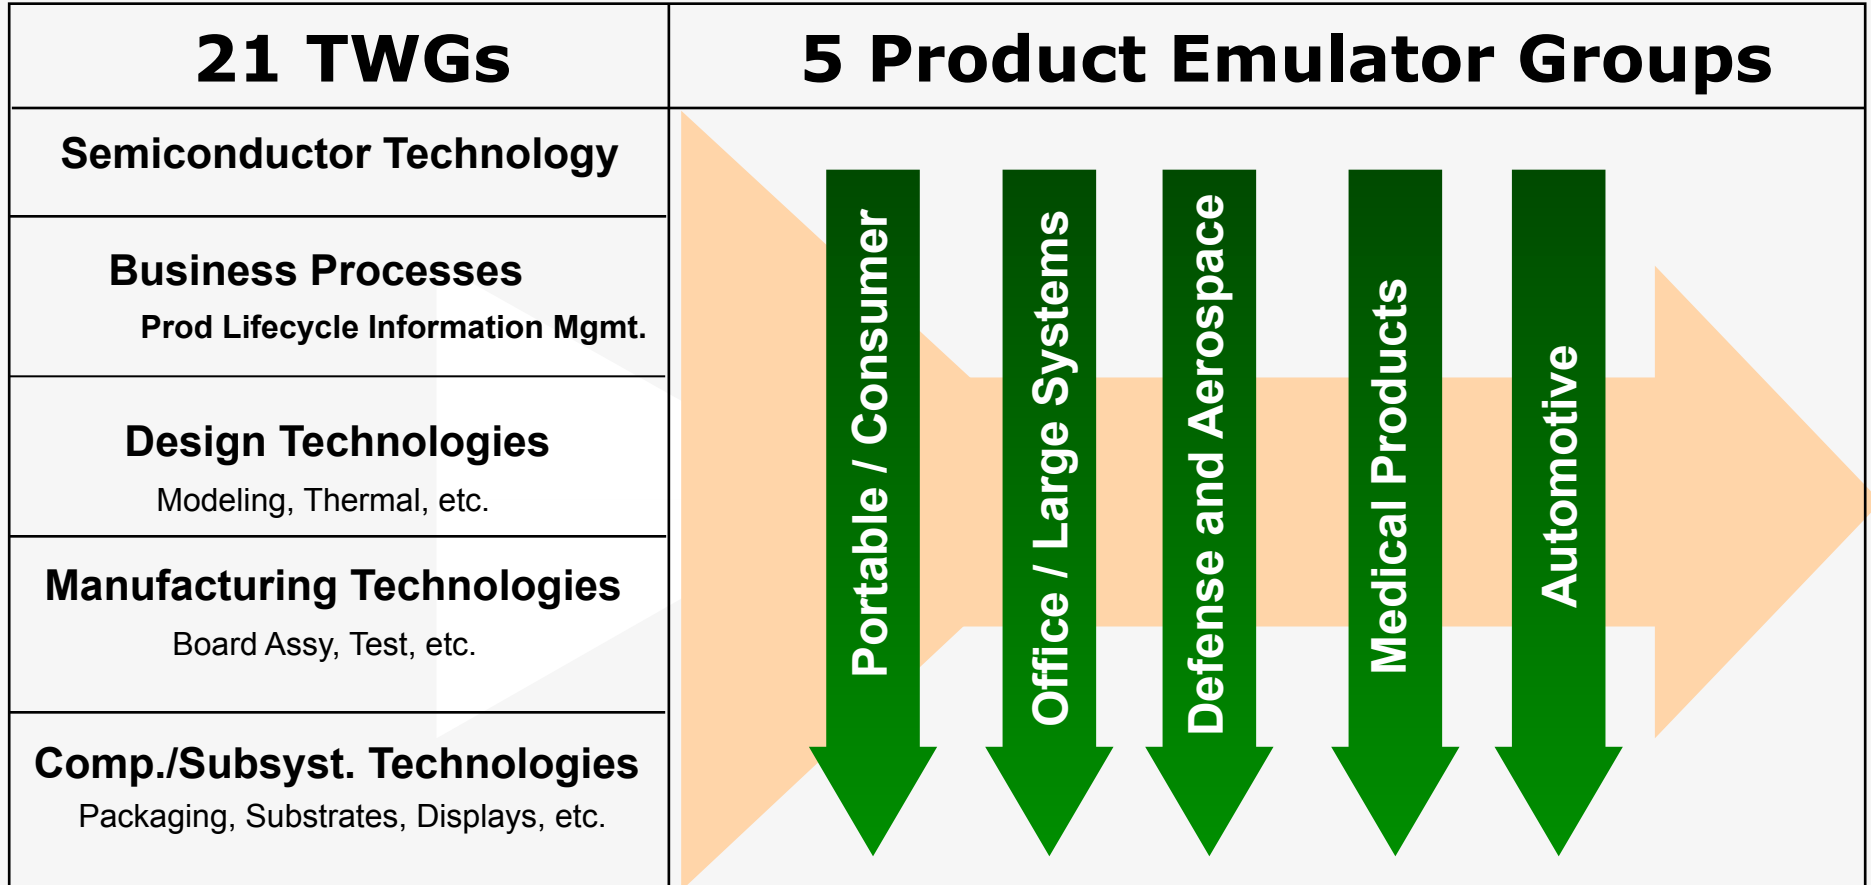 21 TWGs
5 Product Emulator Groups
Semiconductor Technology
Business Processes
Prod Lifecycle Information Mgmt.
Design Technologies
Modeling, Thermal, etc.
Manufacturing Technologies
Board Assy, Test, etc.
Comp./Subsyst. Technologies
Packaging, Substrates, Displays, etc.
Portable / Consumer
Office / Large Systems
Defense and Aerospace
Medical Products
Automotive